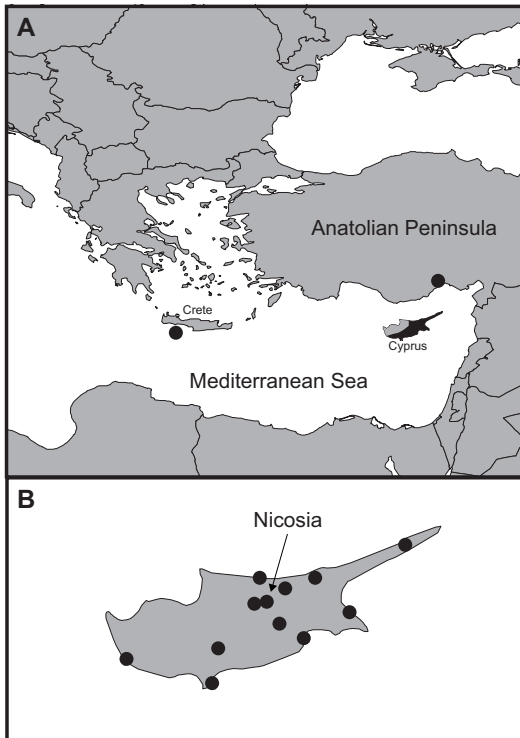 A
Anatolian Peninsula
Crete
Cyprus
Mediterranean Sea
B
Nicosia